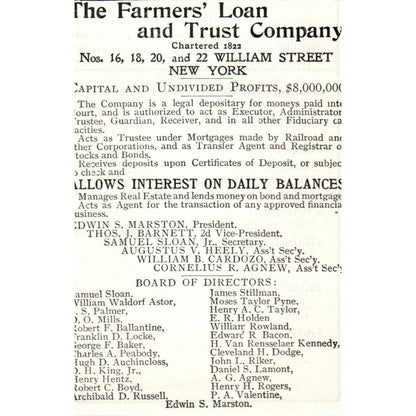 The Farmers' Loan
and Trust Company
Chartered 1822
Nos. 16, 18, 20, and 22 WILLIAM STREET
NEW YORK
CAPITAL AND UNDIVIDED PROFITS, $8,000,000
The Company is a legal depositary for moneys paid into
Court, and is authorized to act as Executor, Administrator
Trustee, Guardian, Receiver, and in all other Fiduciary ca
acities.
Acts as Trustee under Mortgages made by Railroad and
other Corporations, and as Transfer Agent and Registrar o
Stocks and Bonds.
Receives deposits upon Certificates of Deposit, or subjec
to check and
ALLOWS INTEREST ON DAILY BALANCES
Manages Real Estate and lends money on bond and mortgage
Acts as Agent for the transaction of any approved financia
business.
EDWIN S. MARSTON, President.
THOS. J. BARNETT, 2d Vice-President.
SAMUEL SLOAN, Jr., Secretary.
AUGUSTUS V. HEELY, Ass't Sec'y.
WILLIAM B. CARDOZO, Ass't Sec'y.
CORNELIUS R. AGNEW, Ass't Sec'y
BOARD OF DIRECTORS:
Samuel Sloan,
William Waldorf Astor,
. S. Palmer,
D. O. Mills,
Robert F. Ballantine,
Franklin D. Locke,
George F. Baker,
Charles A. Peabody,
Hugh D. Auchincloss,
D. H. King, Jr.,
Henry Hentz,
Robert C. Boyd,
Archibald D. Russell,
James Stillman,
Moses Taylor Pyne,
Henry A. C. Taylor,
E. R. Holden
William Rowland,
Edward R. Bacon,
H. Van Rensselaer Kennedy,
Cleveland H. Dodge,
John L. Riker,
Daniel S. Lamont,
A. G. Agnew,
Henry H. Rogers,
P. A. Valentine,
Edwin S. Marston.